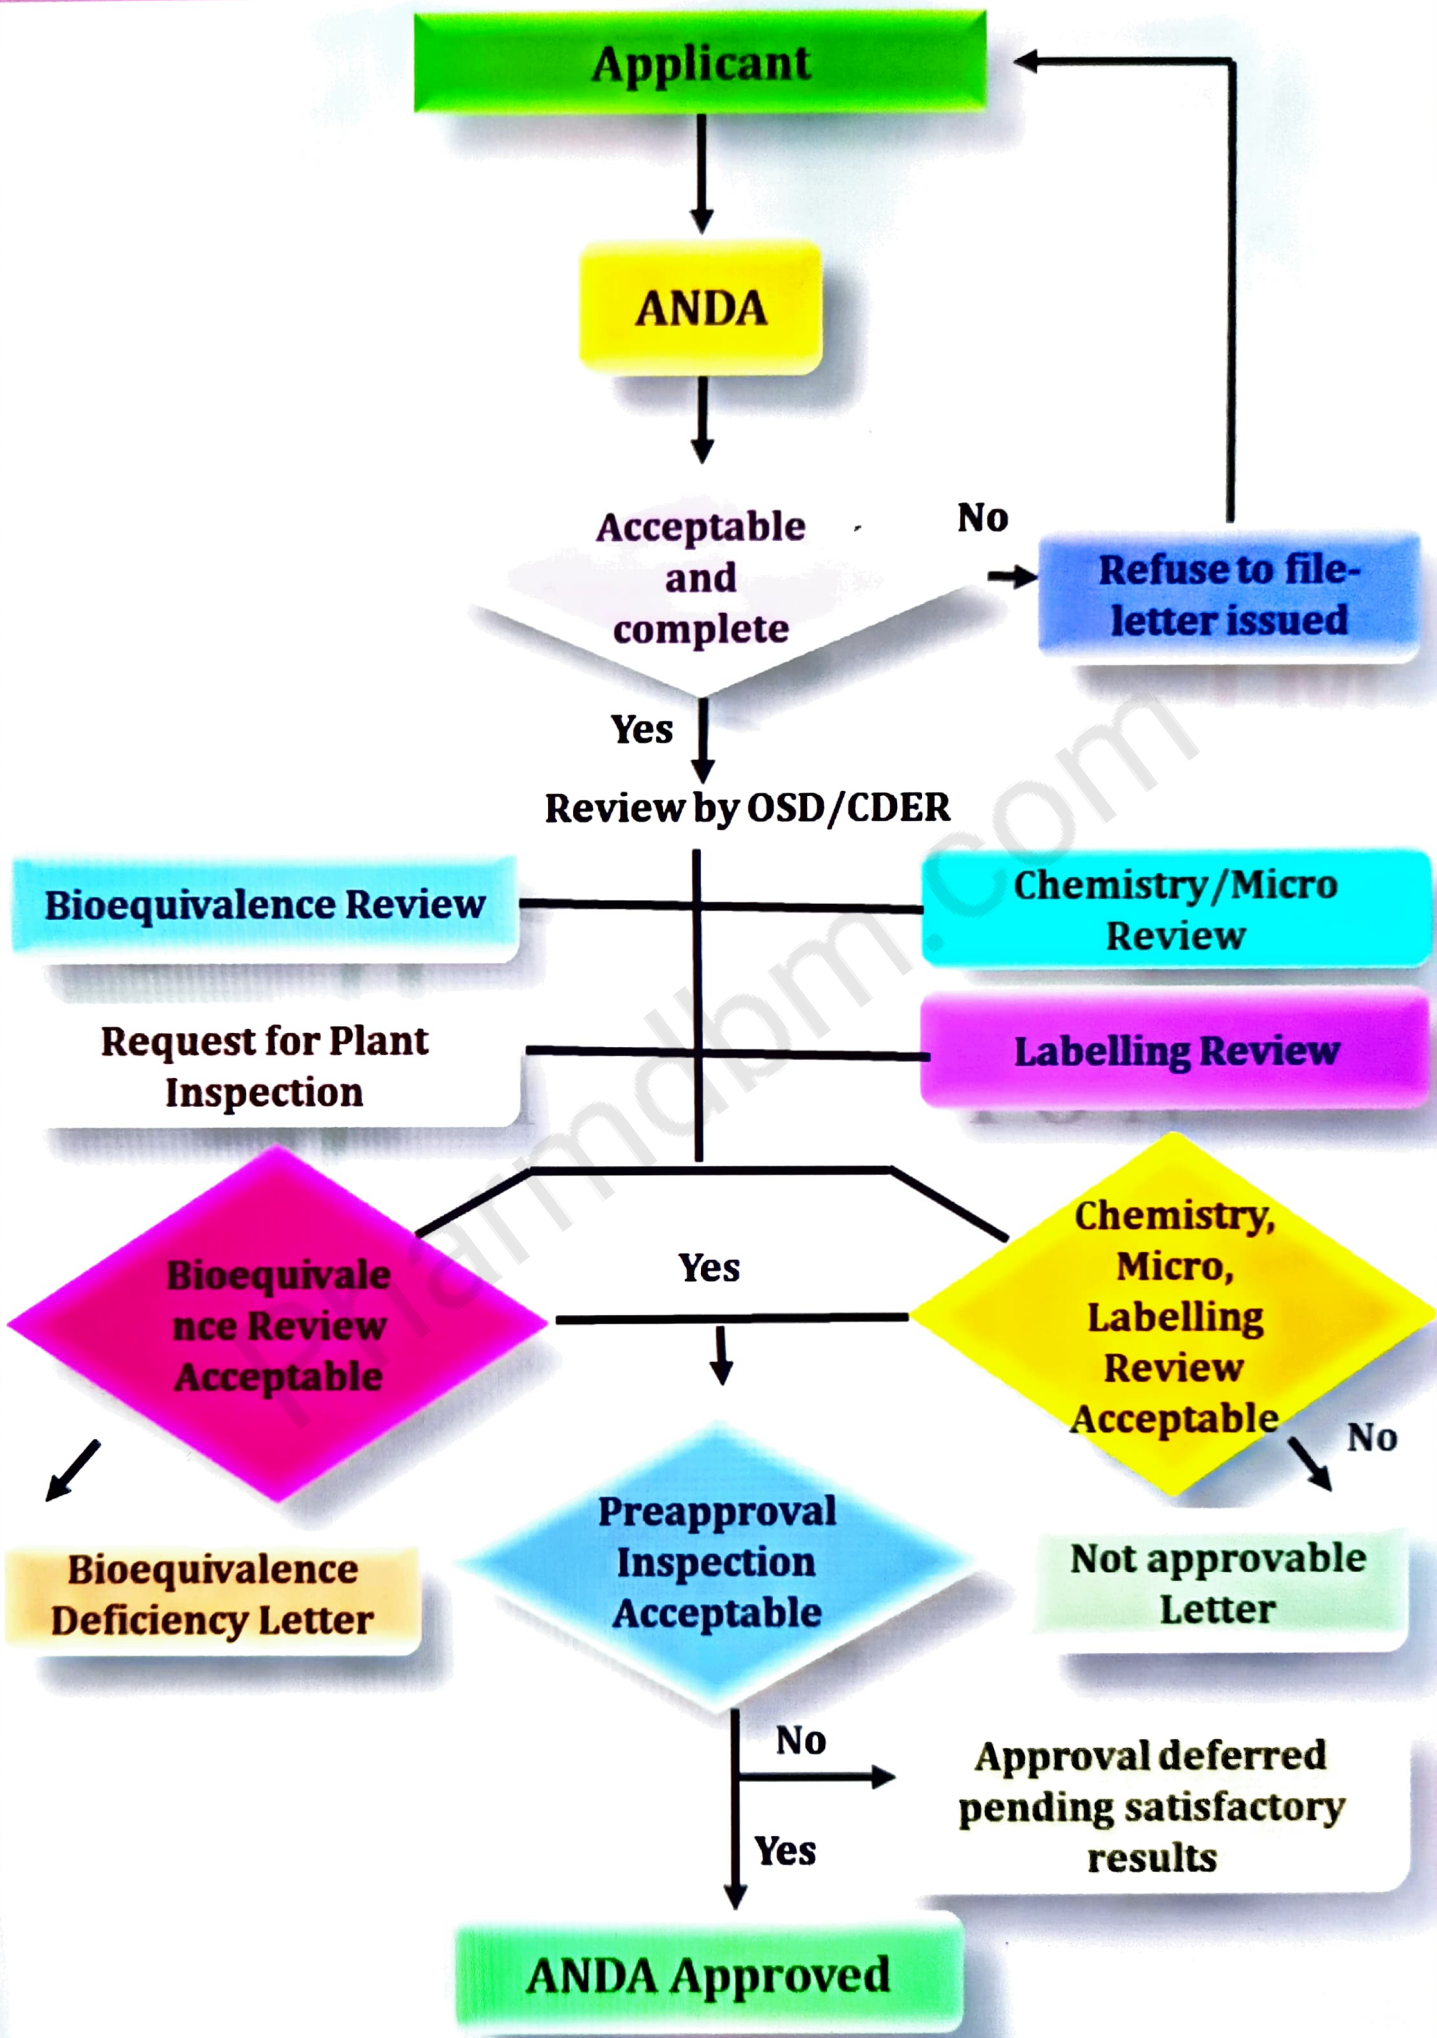 Applicant
ANDA
Acceptable
and
complete
No
Refuse to file-
letter issued
Yes
Review by OSD/CDER
Bioequivalence Review
Chemistry/Micro
Review
Request for Plant
Inspection
Labelling Review
Bioequivale
nce Review
Acceptable
Yes
Chemistry,
Micro,
Labelling
Review
Acceptable
No
Preapproval
Inspection
Acceptable
Bioequivalence
Deficiency Letter
Not approvable
Letter
No
Approval deferred
pending satisfactory
results
Yes
ANDA Approved
pharmdbm.com